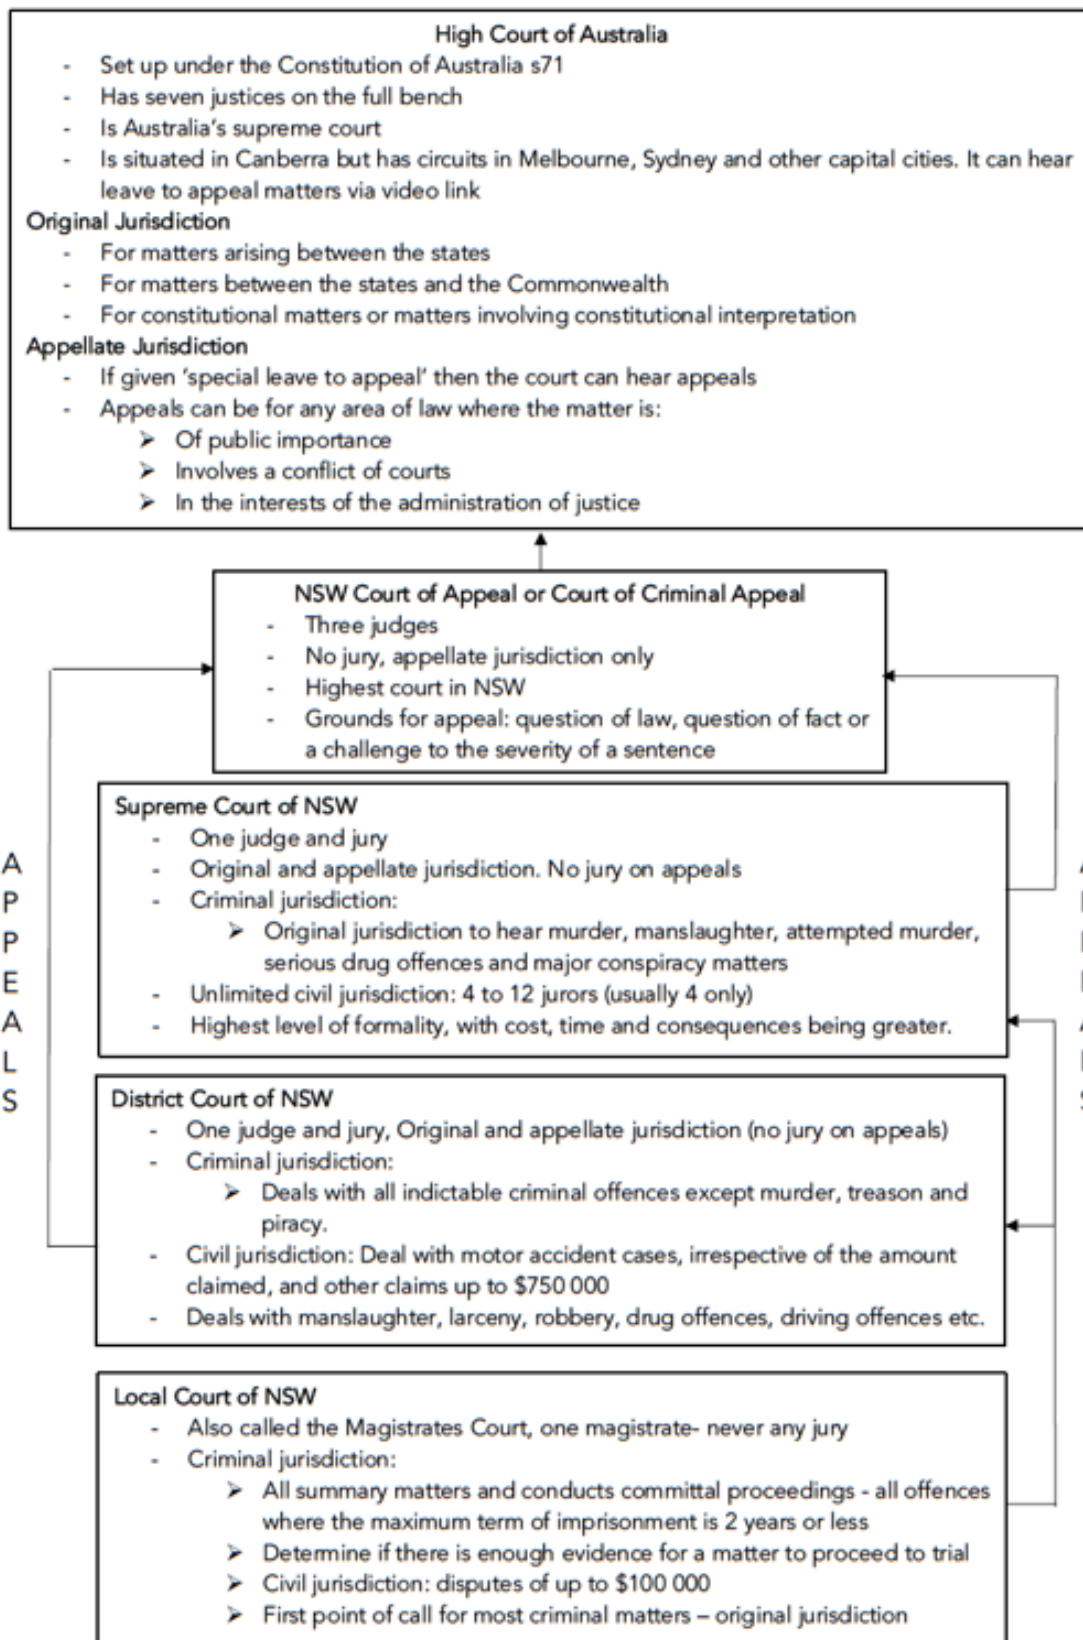 High Court of Australia
- Set up under the Constitution of Australia s71
- Has seven justices on the full bench
- Is Australia's supreme court
- Is situated in Canberra but has circuits in Melbourne, Sydney and other capital cities. It can hear
leave to appeal matters via video link
Original Jurisdiction
- For matters arising between the states
- For matters between the states and the Commonwealth
- For constitutional matters or matters involving constitutional interpretation
Appellate Jurisdiction
- If given 'special leave to appeal' then the court can hear appeals
- Appeals can be for any area of law where the matter is:
➤ Of public importance
➤ Involves a conflict of courts
➤ In the interests of the administration of justice
NSW Court of Appeal or Court of Criminal Appeal
- Three judges
- No jury, appellate jurisdiction only
- Highest court in NSW
- Grounds for appeal: question of law, question of fact or
a challenge to the severity of a sentence
Supreme Court of NSW
- One judge and jury
- Original and appellate jurisdiction. No jury on appeals
- Criminal jurisdiction:
➤ Original jurisdiction to hear murder, manslaughter, attempted murder,
serious drug offences and major conspiracy matters
- Unlimited civil jurisdiction: 4 to 12 jurors (usually 4 only)
- Highest level of formality, with cost, time and consequences being greater.
A
P
P
E
A
L
S
District Court of NSW
- One judge and jury, Original and appellate jurisdiction (no jury on appeals)
- Criminal jurisdiction:
➤ Deals with all indictable criminal offences except murder, treason and
piracy.
- Civil jurisdiction: Deal with motor accident cases, irrespective of the amount
claimed, and other claims up to $750 000
- Deals with manslaughter, larceny, robbery, drug offences, driving offences etc.
Local Court of NSW
- Also called the Magistrates Court, one magistrate- never any jury
- Criminal jurisdiction:
➤ All summary matters and conducts committal proceedings - all offences
where the maximum term of imprisonment is 2 years or less
➤ Determine if there is enough evidence for a matter to proceed to trial
➤ Civil jurisdiction: disputes of up to $100 000
➤ First point of call for most criminal matters – original jurisdiction